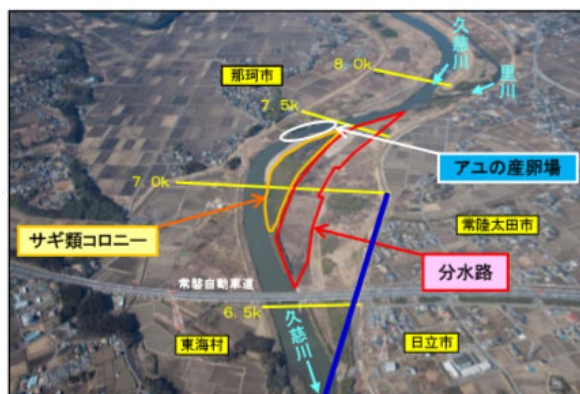 久慈川
里川
那珂市
8.0k
7.5k
アユの産卵場
7.0k
サギ類コロニー
常陸太田市
分水路
常磐自動車道
6.5k
東海村
久慈川
日立市